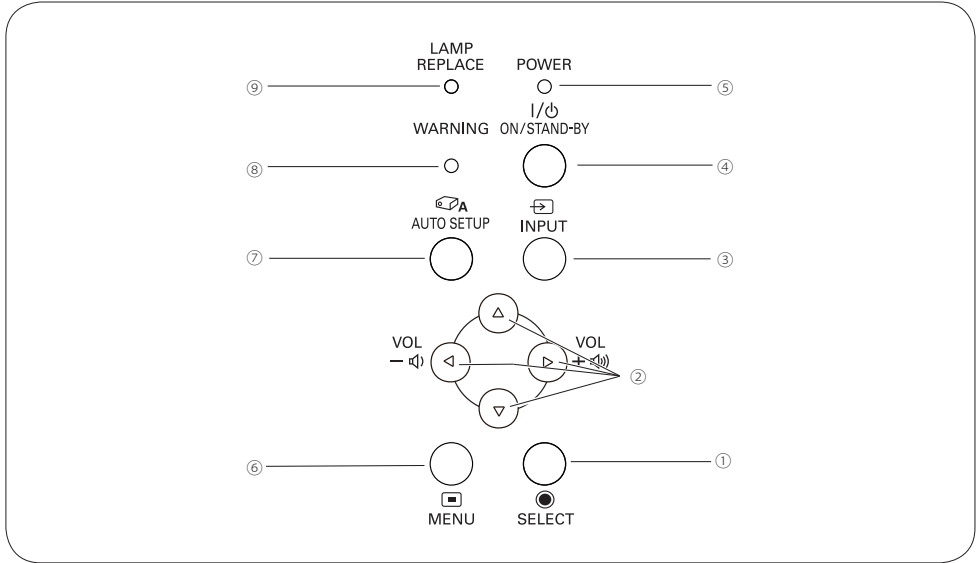 LAMP
REPLACE
POWER
⑨
⑤
I/⏻
WARNING
ON/STAND-BY
⑧
④
A
AUTO SETUP
INPUT
⑦
③
VOL
VOL
−
+
②
⑥
①
MENU
SELECT